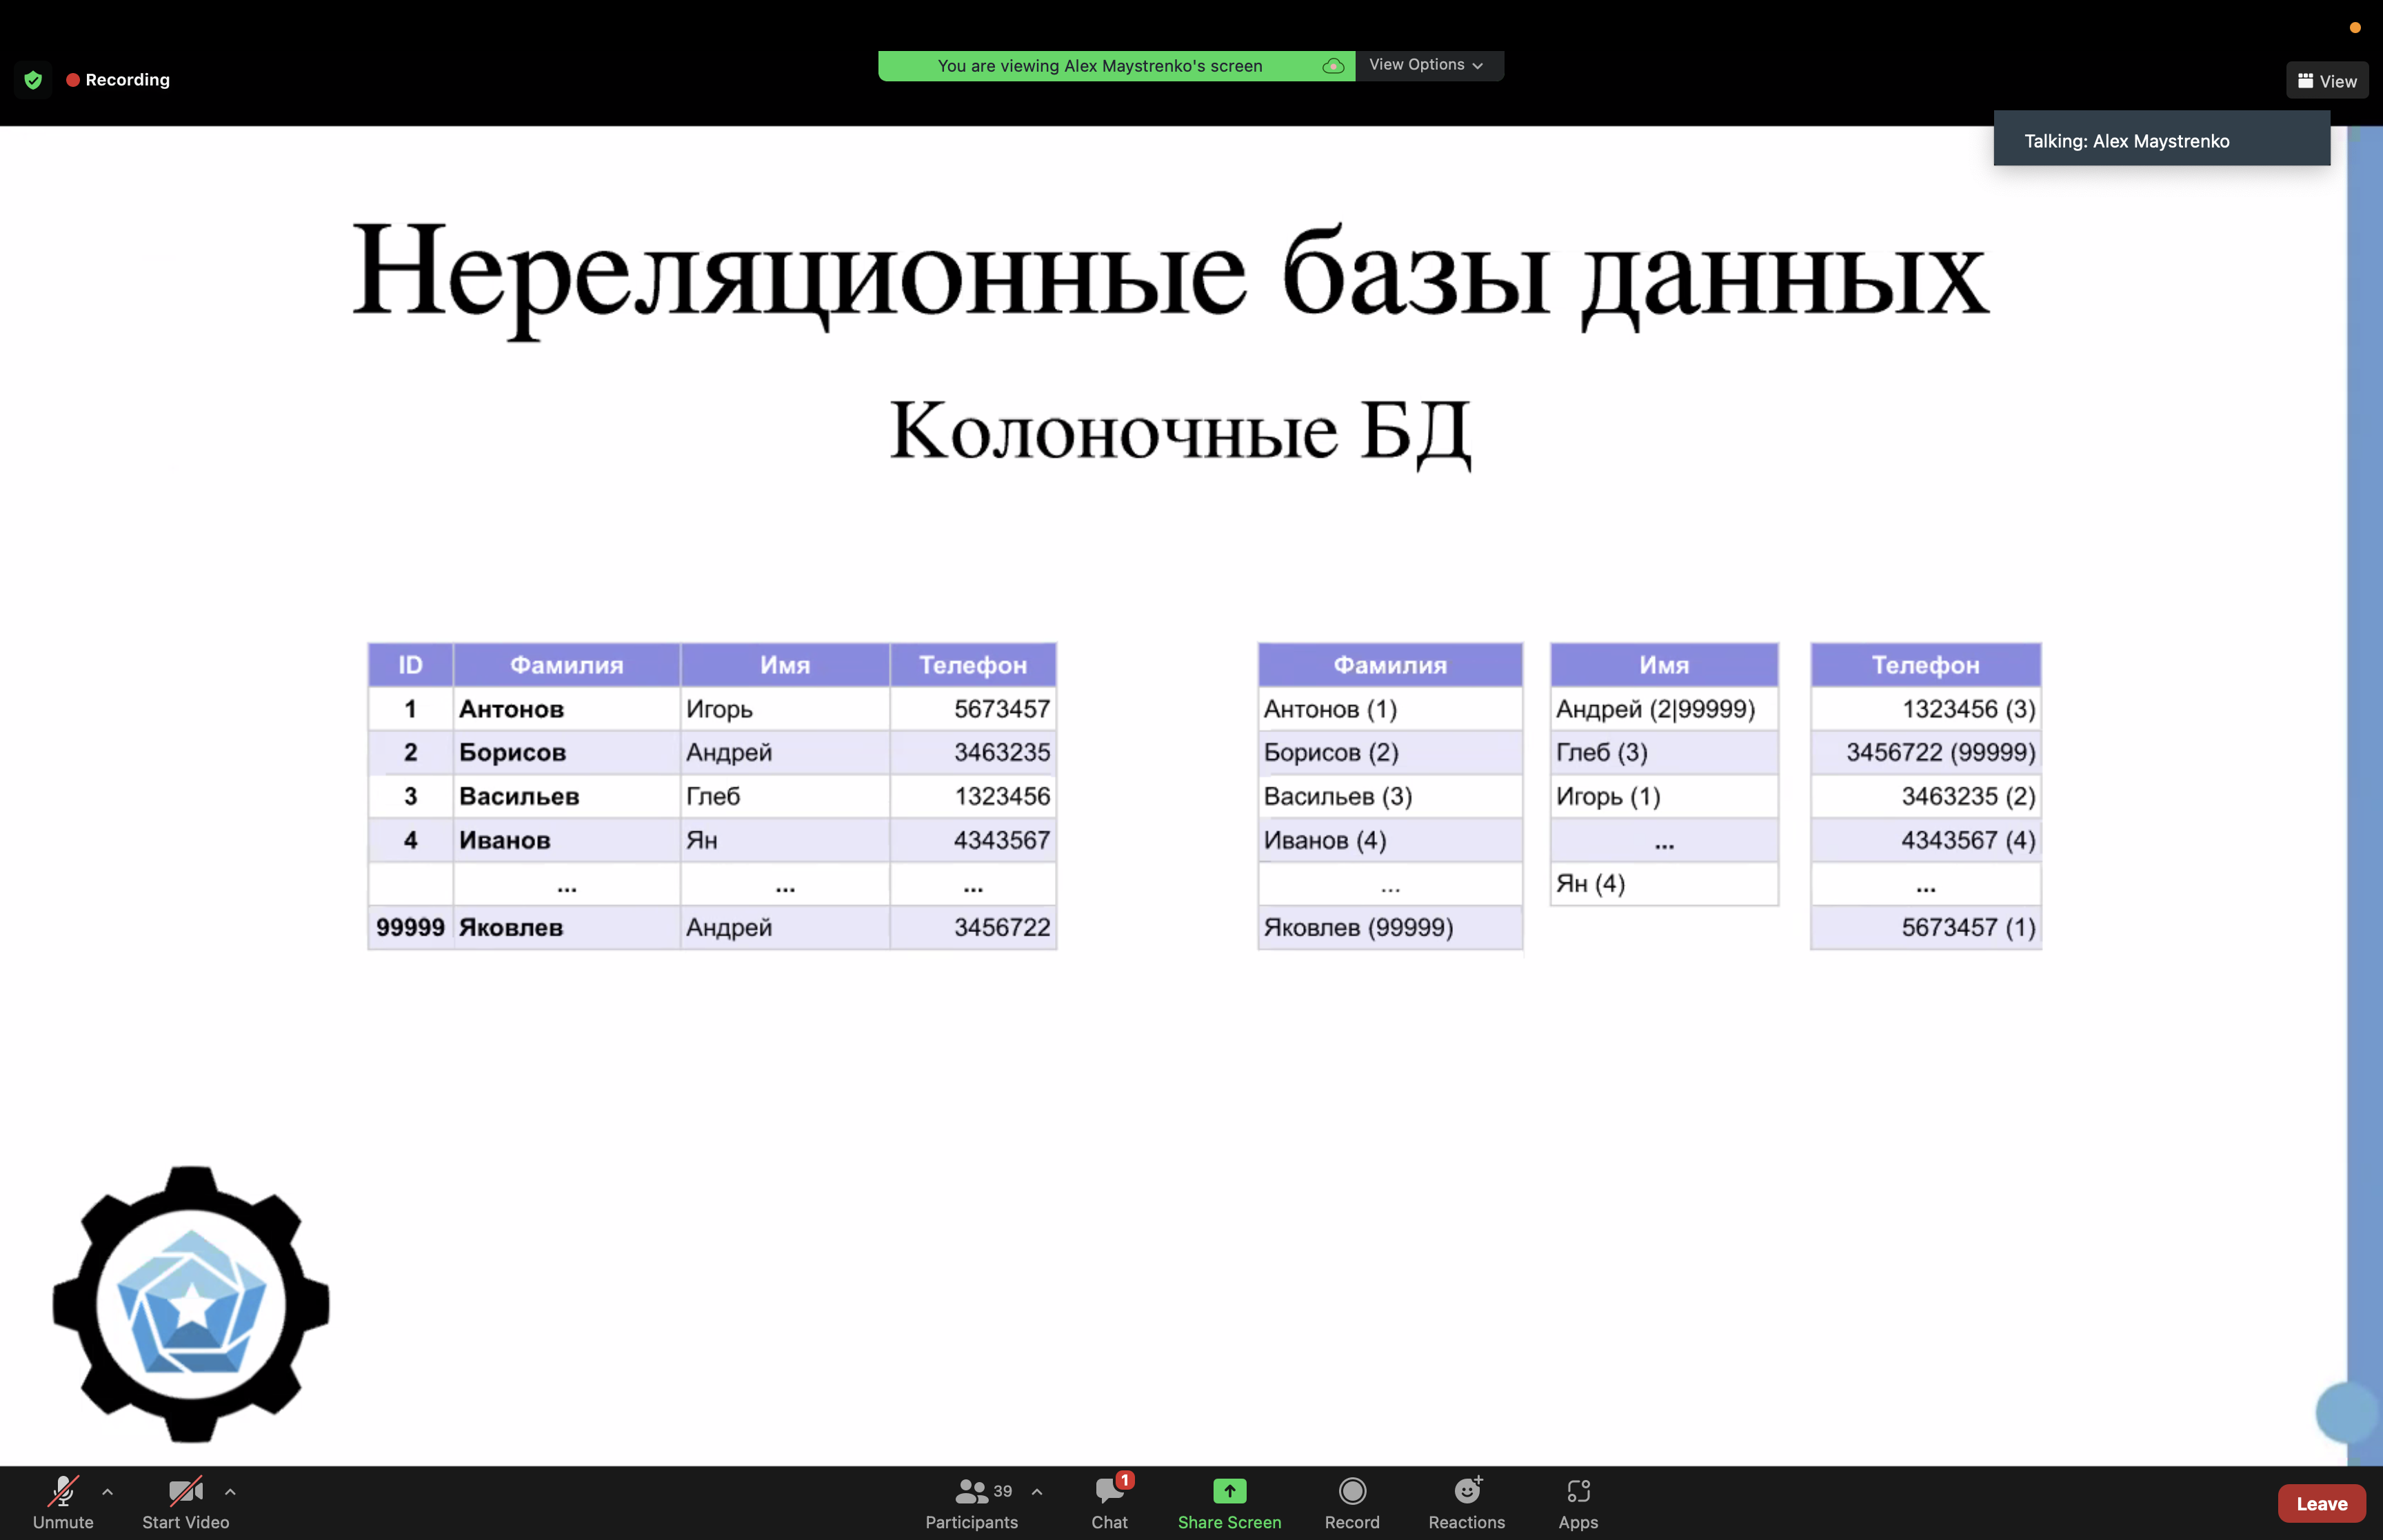 You are viewing Alex Maystrenko's screen
View Options
Recording
View
Talking: Alex Maystrenko
Нереляционные базы данных
Колоночные БД
ID Фамилия Имя Телефон
1 Антонов Игорь 5673457
2 Борисов Андрей 3463235
3 Васильев Глеб 1323456
4 Иванов Ян 4343567
... ... ...
99999 Яковлев Андрей 3456722
Фамилия
Антонов (1)
Борисов (2)
Васильев (3)
Иванов (4)
...
Яковлев (99999)
Имя
Андрей (2|99999)
Глеб (3)
Игорь (1)
...
Ян (4)
Телефон
1323456 (3)
3456722 (99999)
3463235 (2)
4343567 (4)
...
5673457 (1)
Unmute
Start Video
39
Participants
1
Chat
Share Screen
Record
Reactions
Apps
Leave